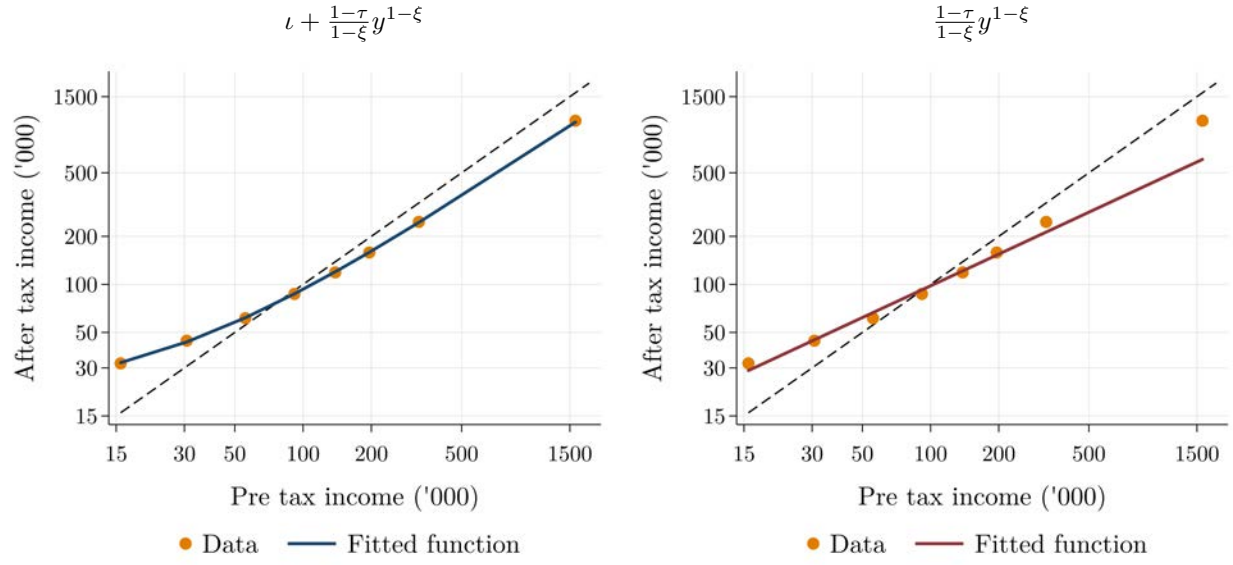 ι + \frac{1−τ}{1−ξ} y^{1−ξ}
After tax income ('000)
1500
500
200
100
50
30
15
15 30 50 100 200 500 1500
Pre tax income ('000)
Data Fitted function
\frac{1−τ}{1−ξ} y^{1−ξ}
After tax income ('000)
1500
500
200
100
50
30
15
15 30 50 100 200 500 1500
Pre tax income ('000)
Data Fitted function